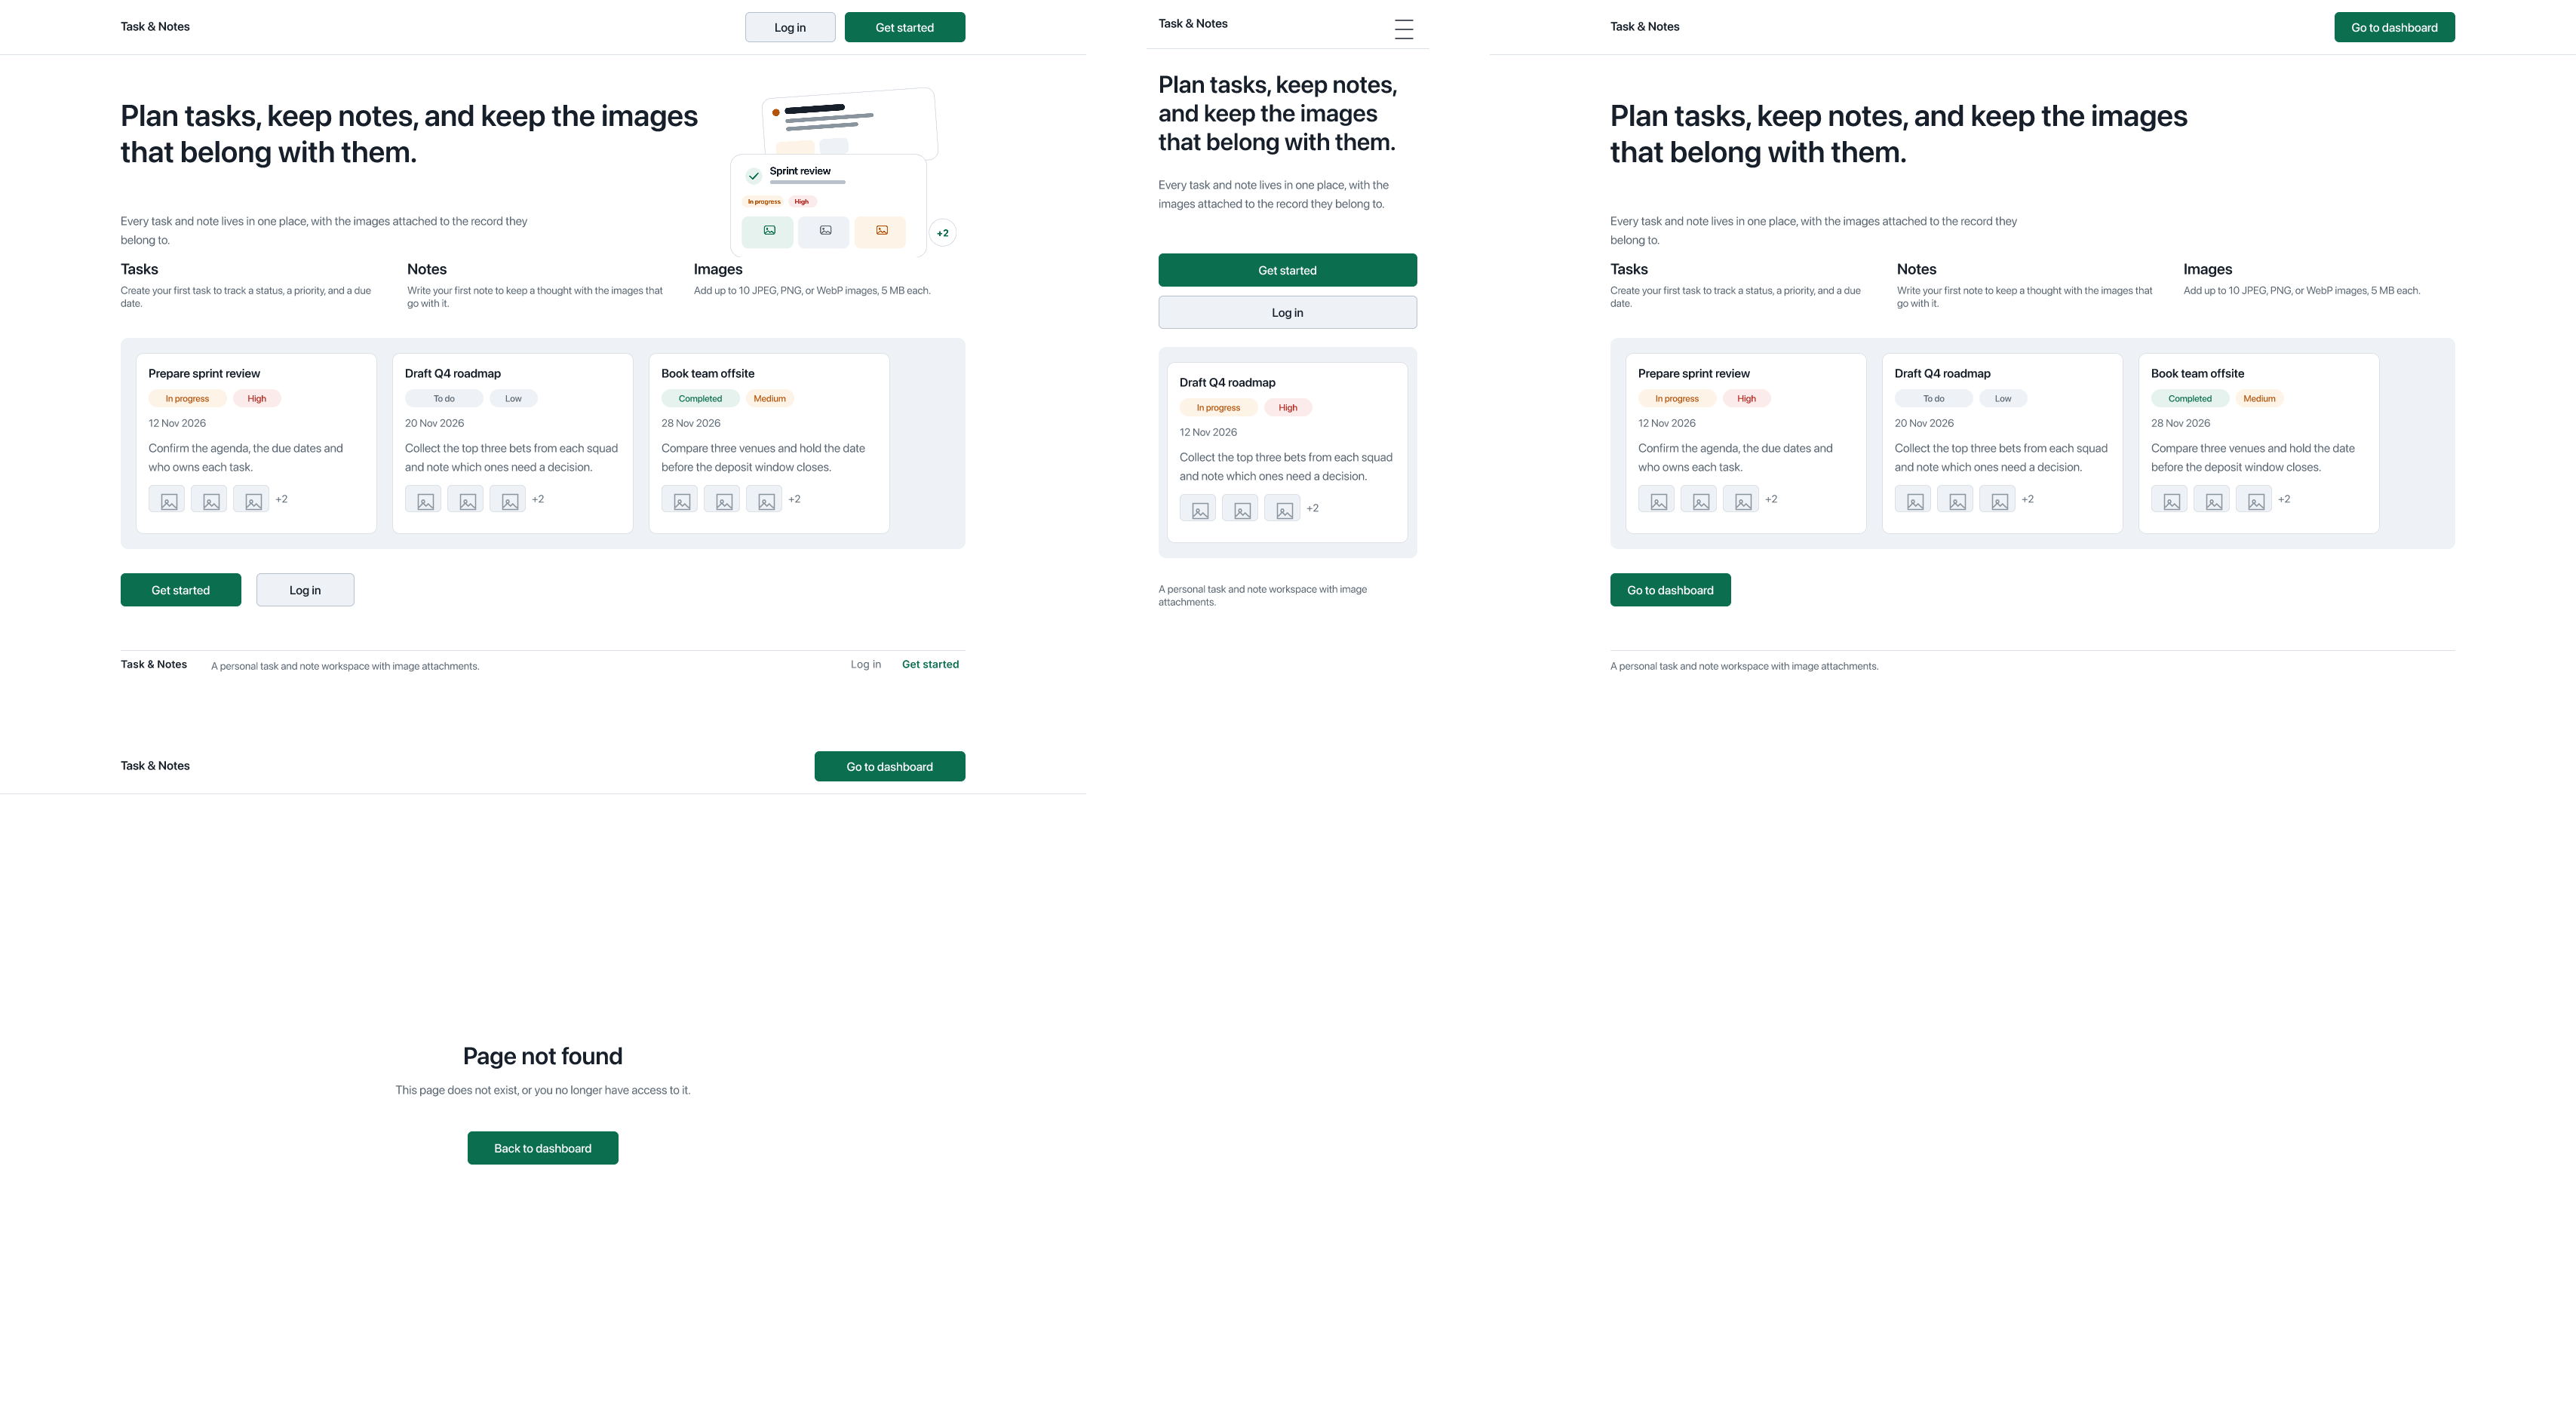 Task & Notes
Log in
Get started
Plan tasks, keep notes, and keep the images
that belong with them.
Every task and note lives in one place, with the images attached to the record they
belong to.
Sprint review
In progress
High
+2
Tasks
Create your first task to track a status, a priority, and a due
date.
Notes
Write your first note to keep a thought with the images that
go with it.
Images
Add up to 10 JPEG, PNG, or WebP images, 5 MB each.
Prepare sprint review
In progress
High
12 Nov 2026
Confirm the agenda, the due dates and
who owns each task.
+2
Draft Q4 roadmap
To do
Low
20 Nov 2026
Collect the top three bets from each squad
and note which ones need a decision.
+2
Book team offsite
Completed
Medium
28 Nov 2026
Compare three venues and hold the date
before the deposit window closes.
+2
Get started
Log in
Task & Notes
A personal task and note workspace with image attachments.
Log in
Get started
Task & Notes
Plan tasks, keep notes,
and keep the images
that belong with them.
Every task and note lives in one place, with the
images attached to the record they belong to.
Get started
Log in
Draft Q4 roadmap
In progress
High
12 Nov 2026
Collect the top three bets from each squad
and note which ones need a decision.
+2
A personal task and note workspace with image
attachments.
Task & Notes
Go to dashboard
Plan tasks, keep notes, and keep the images
that belong with them.
Every task and note lives in one place, with the images attached to the record they
belong to.
Tasks
Create your first task to track a status, a priority, and a due
date.
Notes
Write your first note to keep a thought with the images that
go with it.
Images
Add up to 10 JPEG, PNG, or WebP images, 5 MB each.
Prepare sprint review
In progress
High
12 Nov 2026
Confirm the agenda, the due dates and
who owns each task.
+2
Draft Q4 roadmap
To do
Low
20 Nov 2026
Collect the top three bets from each squad
and note which ones need a decision.
+2
Book team offsite
Completed
Medium
28 Nov 2026
Compare three venues and hold the date
before the deposit window closes.
+2
Go to dashboard
A personal task and note workspace with image attachments.
Task & Notes
Go to dashboard
Page not found
This page does not exist, or you no longer have access to it.
Back to dashboard